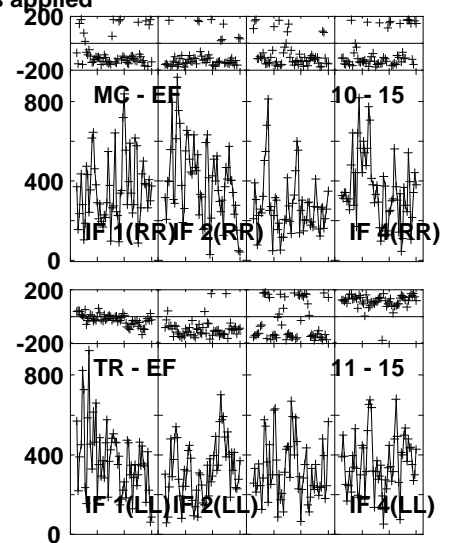 s applied
200
-200
800
MC - EF 10 - 15
400
IF 1(RR) IF 2(RR) IF 4(RR)
0
200
-200
800
TR - EF 11 - 15
400
IF 1(LL) IF 2(LL) IF 4(LL)
0